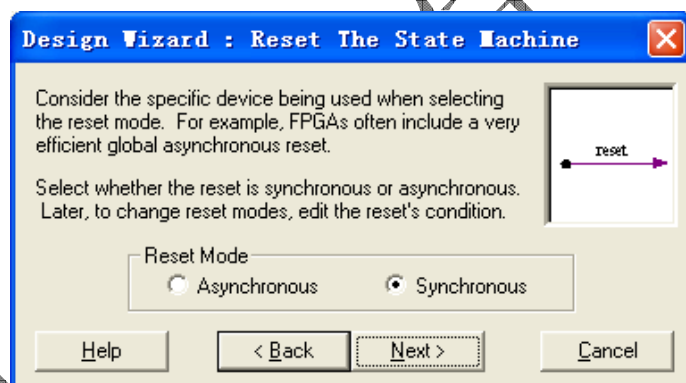 Design Wizard : Reset The State Machine
Consider the specific device being used when selecting
the reset mode.  For example, FPGAs often include a very
efficient global asynchronous reset.
reset
Select whether the reset is synchronous or asynchronous.
Later, to change reset modes, edit the reset's condition.
Reset Mode
Asynchronous
Synchronous
Help
< Back
Next >
Cancel